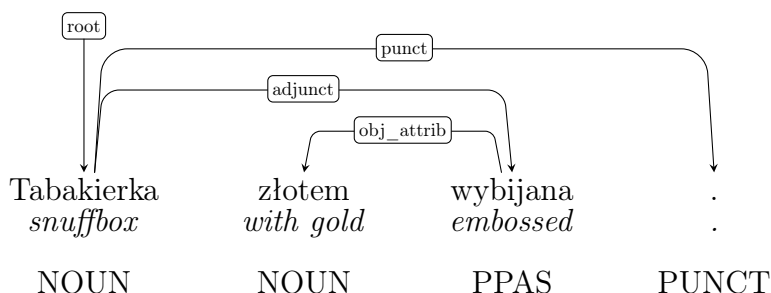 root
punct
adjunct
obj_attrib
Tabakierka złotem wybijana .
snuffbox with gold embossed .
NOUN NOUN PPAS PUNCT